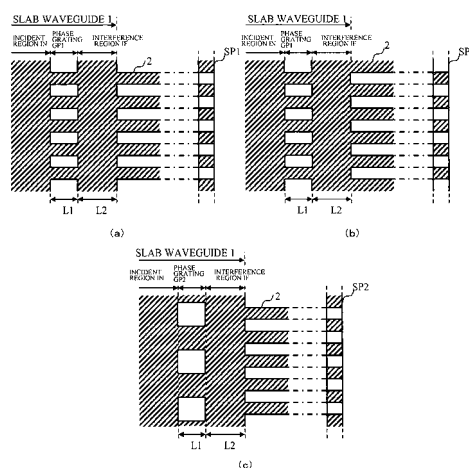 SLAB WAVEGUIDE 1
INCIDENT REGION IN
PHASE GRATING GP1
INTERFERENCE REGION IF
2
SP1
L1
L2
(a)
SLAB WAVEGUIDE 1
INCIDENT REGION IN
PHASE GRATING GP1
INTERFERENCE REGION IF
2
L1
L2
(b)
SLAB WAVEGUIDE 1
INCIDENT REGION IN
PHASE GRATING GP2
INTERFERENCE REGION IF
2
SP2
L1
L2
(c)